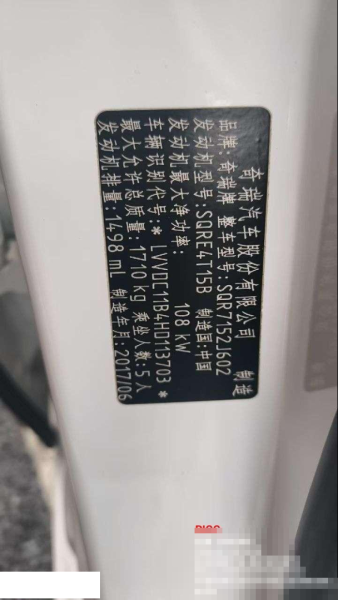 奇瑞汽车股份有限公司 制造
品牌:奇瑞牌 整车型号:SQR7152J602
发动机型号:SQRE4T15B 制造国:中国
发动机最大净功率: 108 kW
车辆识别代号:* LVVDC11B4HD113703 *
最大允许总质量:1710 kg 乘坐人数:5 人
发动机排量:1498 mL 制造年月:2017/06